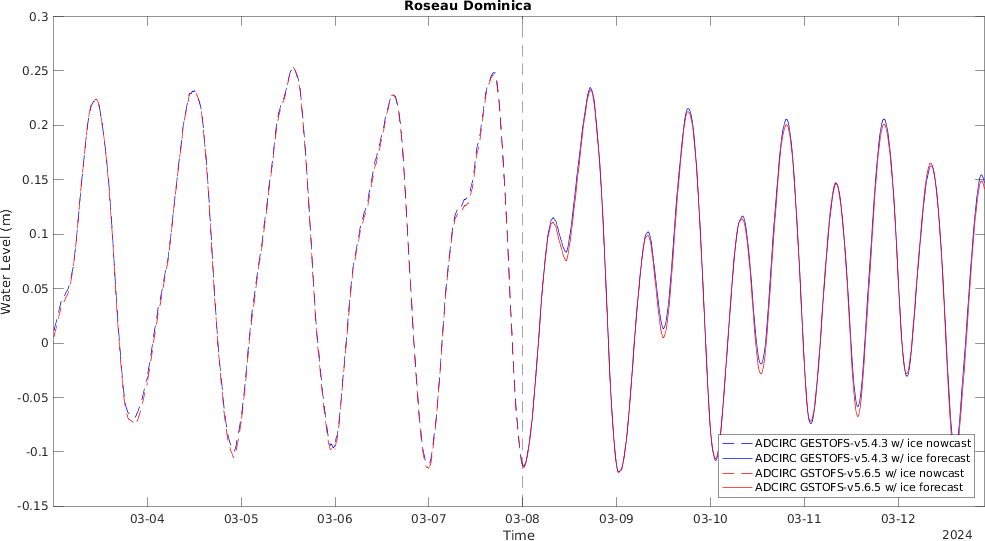 Roseau Dominica
0.3
0.25
0.2
0.15
0.1
0.05
0
-0.05
-0.1
-0.15
Water Level (m)
03-04 03-05 03-06 03-07 03-08 03-09 03-10 03-11 03-12
Time
2024
ADCIRC GESTOFS-v5.4.3 w/ ice nowcast
ADCIRC GESTOFS-v5.4.3 w/ ice forecast
ADCIRC GSTOFS-v5.6.5 w/ ice nowcast
ADCIRC GSTOFS-v5.6.5 w/ ice forecast